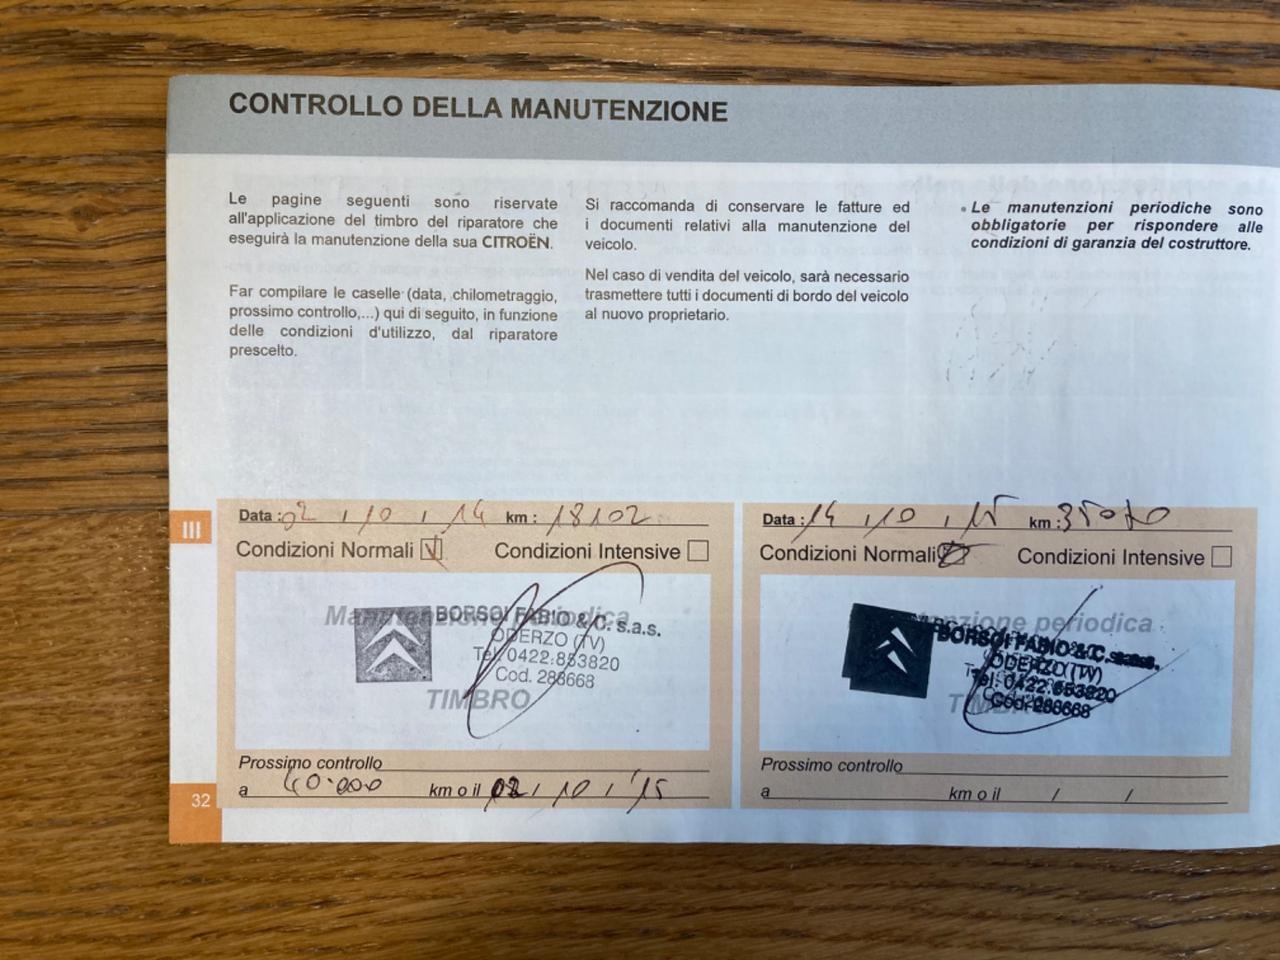 CONTROLLO DELLA MANUTENZIONE
Le pagine seguenti sono riservate
all'applicazione del timbro del riparatore che
eseguirà la manutenzione della sua CITROËN.
Far compilare le caselle (data, chilometraggio,
prossimo controllo,...) qui di seguito, in funzione
delle condizioni d'utilizzo, dal riparatore
prescelto.
Si raccomanda di conservare le fatture ed
i documenti relativi alla manutenzione del
veicolo.
Nel caso di vendita del veicolo, sarà necessario
trasmettere tutti i documenti di bordo del veicolo
al nuovo proprietario.
• Le manutenzioni periodiche sono
obbligatorie per rispondere alle
condizioni di garanzia del costruttore.
III
Data : 02 / 10 / 14 km : 18102
Condizioni Normali Condizioni Intensive
Manutenzione Periodica
BORSOI FABIO & C. s.a.s.
ODERZO (TV)
Tel. 0422.853820
Cod. 288668
TIMBRO
Prossimo controllo
a 40.000 km o il 02 / 10 / '15
Data : 14 / 10 / 15 km :
Condizioni Normali Condizioni Intensive
periodica
BORSOI FABIO & C. s.a.s.
ODERZO (TV)
Tel. 0422.853820
Cod. 288668
Prossimo controllo
a km o il / /
32